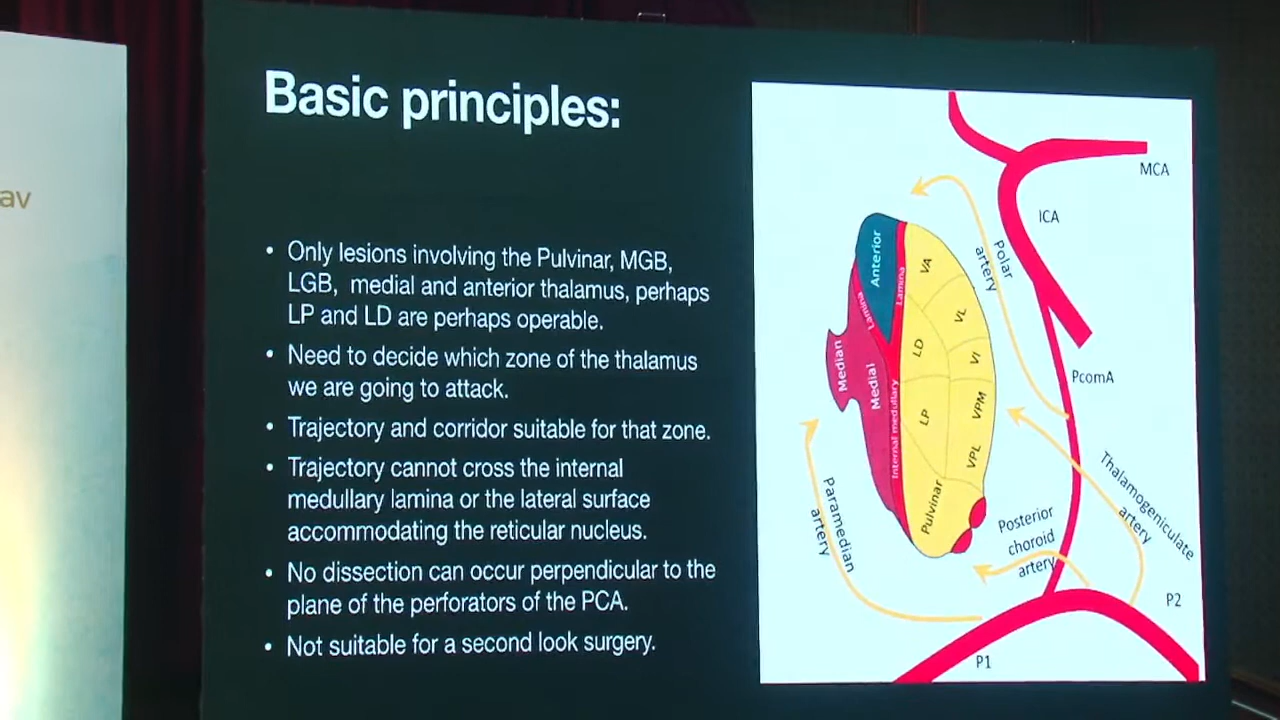 av
Basic principles:
• Only lesions involving the Pulvinar, MGB,
LGB, medial and anterior thalamus, perhaps
LP and LD are perhaps operable.
• Need to decide which zone of the thalamus
we are going to attack.
• Trajectory and corridor suitable for that zone.
• Trajectory cannot cross the internal
medullary lamina or the lateral surface
accommodating the reticular nucleus.
• No dissection can occur perpendicular to the
plane of the perforators of the PCA.
• Not suitable for a second look surgery.
MCA
ICA
Polar
artery
Anterior
VA
Lamina
Lamina
VL
LD
VI
Median
Medial
PcomA
LP
VPM
Internal medullary
VPL
Pulvinar
Thalamogeniculate
artery
Paramedian
artery
Posterior
choroid
artery
P2
P1